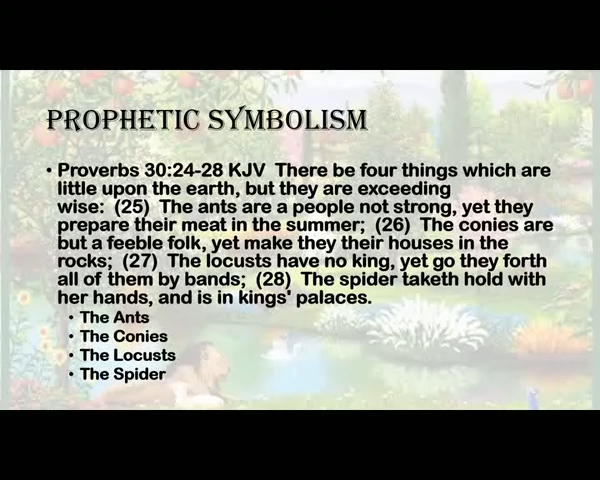 PROPHETIC SYMBOLISM
• Proverbs 30:24-28 KJV  There be four things which are
little upon the earth, but they are exceeding
wise:  (25)  The ants are a people not strong, yet they
prepare their meat in the summer;  (26)  The conies are
but a feeble folk, yet make they their houses in the
rocks;  (27)  The locusts have no king, yet go they forth
all of them by bands;  (28)  The spider taketh hold with
her hands, and is in kings' palaces.
• The Ants
• The Conies
• The Locusts
• The Spider